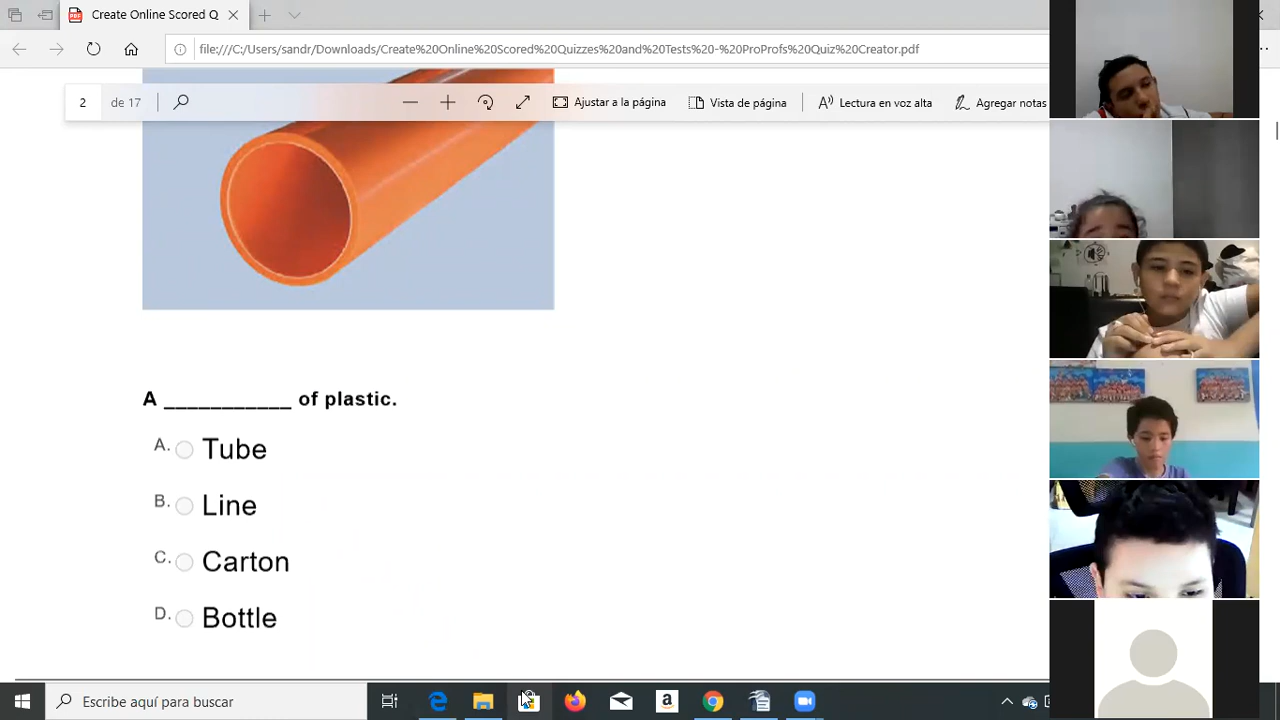 Create Online Scored Q
file:///C:/Users/sandr/Downloads/Create%20Online%20Scored%20Quizzes%20and%20Tests%20-%20ProProfs%20Quiz%20Creator.pdf
2 de 17 Ajustar a la página Vista de página Lectura en voz alta Agregar notas
A ___________ of plastic.
A. Tube
B. Line
C. Carton
D. Bottle
Escribe aquí para buscar